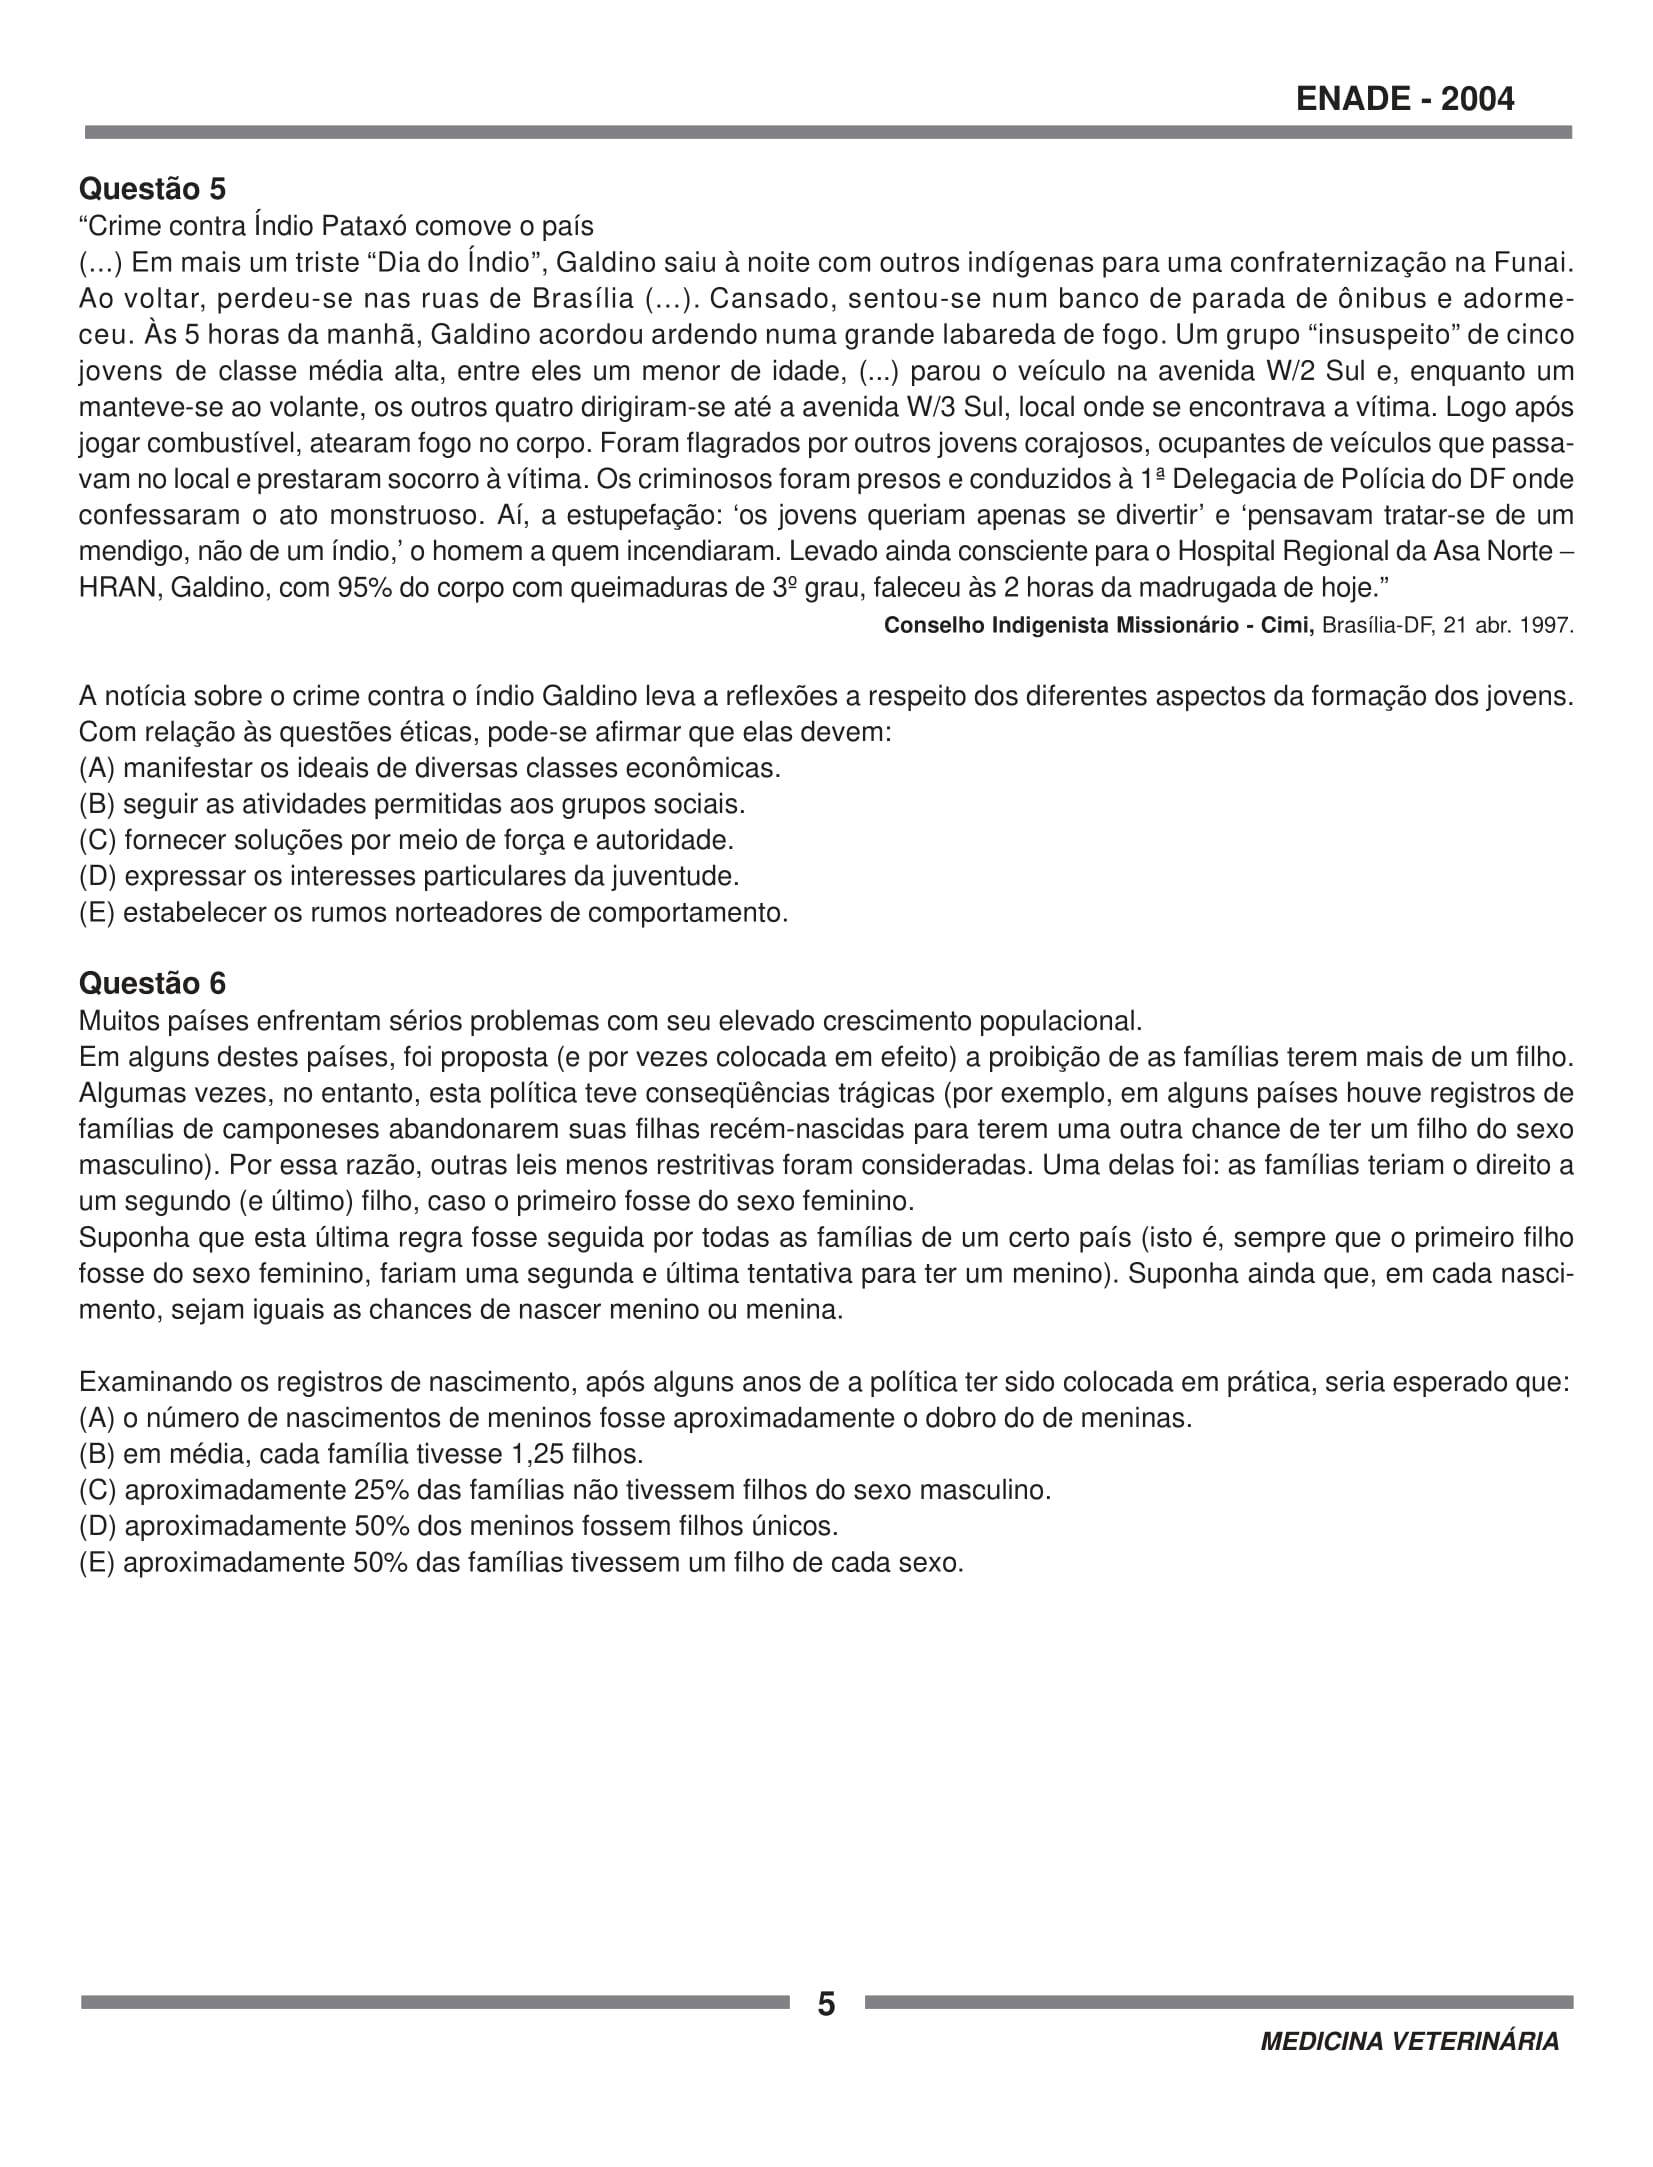 ENADE - 2004
Questão 5
“Crime contra Índio Pataxó comove o país
(...) Em mais um triste “Dia do Índio”, Galdino saiu à noite com outros indígenas para uma confraternização na Funai.
Ao voltar, perdeu-se nas ruas de Brasília (...). Cansado, sentou-se num banco de parada de ônibus e adorme-
ceu. Às 5 horas da manhã, Galdino acordou ardendo numa grande labareda de fogo. Um grupo “insuspeito” de cinco
jovens de classe média alta, entre eles um menor de idade, (...) parou o veículo na avenida W/2 Sul e, enquanto um
manteve-se ao volante, os outros quatro dirigiram-se até a avenida W/3 Sul, local onde se encontrava a vítima. Logo após
jogar combustível, atearam fogo no corpo. Foram flagrados por outros jovens corajosos, ocupantes de veículos que passa-
vam no local e prestaram socorro à vítima. Os criminosos foram presos e conduzidos à 1ª Delegacia de Polícia do DF onde
confessaram o ato monstruoso. Aí, a estupefação: ‘os jovens queriam apenas se divertir’ e ‘pensavam tratar-se de um
mendigo, não de um índio,’ o homem a quem incendiaram. Levado ainda consciente para o Hospital Regional da Asa Norte –
HRAN, Galdino, com 95% do corpo com queimaduras de 3º grau, faleceu às 2 horas da madrugada de hoje.”
Conselho Indigenista Missionário - Cimi, Brasília-DF, 21 abr. 1997.
A notícia sobre o crime contra o índio Galdino leva a reflexões a respeito dos diferentes aspectos da formação dos jovens.
Com relação às questões éticas, pode-se afirmar que elas devem:
(A) manifestar os ideais de diversas classes econômicas.
(B) seguir as atividades permitidas aos grupos sociais.
(C) fornecer soluções por meio de força e autoridade.
(D) expressar os interesses particulares da juventude.
(E) estabelecer os rumos norteadores de comportamento.
Questão 6
Muitos países enfrentam sérios problemas com seu elevado crescimento populacional.
Em alguns destes países, foi proposta (e por vezes colocada em efeito) a proibição de as famílias terem mais de um filho.
Algumas vezes, no entanto, esta política teve conseqüências trágicas (por exemplo, em alguns países houve registros de
famílias de camponeses abandonarem suas filhas recém-nascidas para terem uma outra chance de ter um filho do sexo
masculino). Por essa razão, outras leis menos restritivas foram consideradas. Uma delas foi: as famílias teriam o direito a
um segundo (e último) filho, caso o primeiro fosse do sexo feminino.
Suponha que esta última regra fosse seguida por todas as famílias de um certo país (isto é, sempre que o primeiro filho
fosse do sexo feminino, fariam uma segunda e última tentativa para ter um menino). Suponha ainda que, em cada nasci-
mento, sejam iguais as chances de nascer menino ou menina.
Examinando os registros de nascimento, após alguns anos de a política ter sido colocada em prática, seria esperado que:
(A) o número de nascimentos de meninos fosse aproximadamente o dobro do de meninas.
(B) em média, cada família tivesse 1,25 filhos.
(C) aproximadamente 25% das famílias não tivessem filhos do sexo masculino.
(D) aproximadamente 50% dos meninos fossem filhos únicos.
(E) aproximadamente 50% das famílias tivessem um filho de cada sexo.
5
MEDICINA VETERINÁRIA